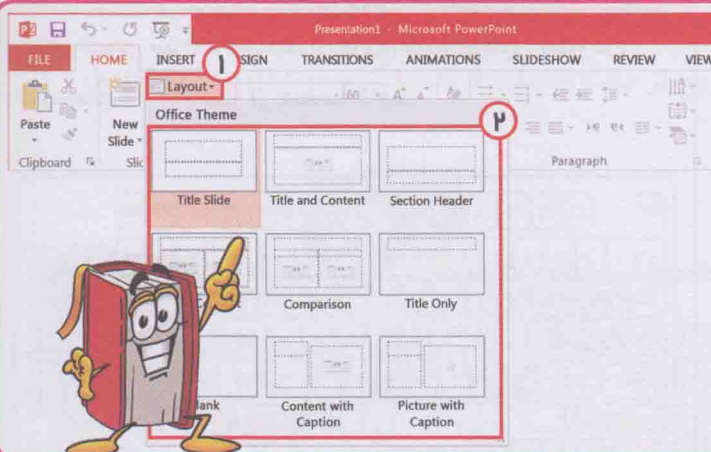 Presentation1 - Microsoft PowerPoint
FILE HOME INSERT SIGN TRANSITIONS ANIMATIONS SLIDESHOW REVIEW VIEW
۱
Layout
Paste
New
Slide
Clipboard
Slic
Paragraph
Office Theme
۲
Title Slide
Title and Content
Section Header
Comparison
Title Only
lank
Content with
Caption
Picture with
Caption